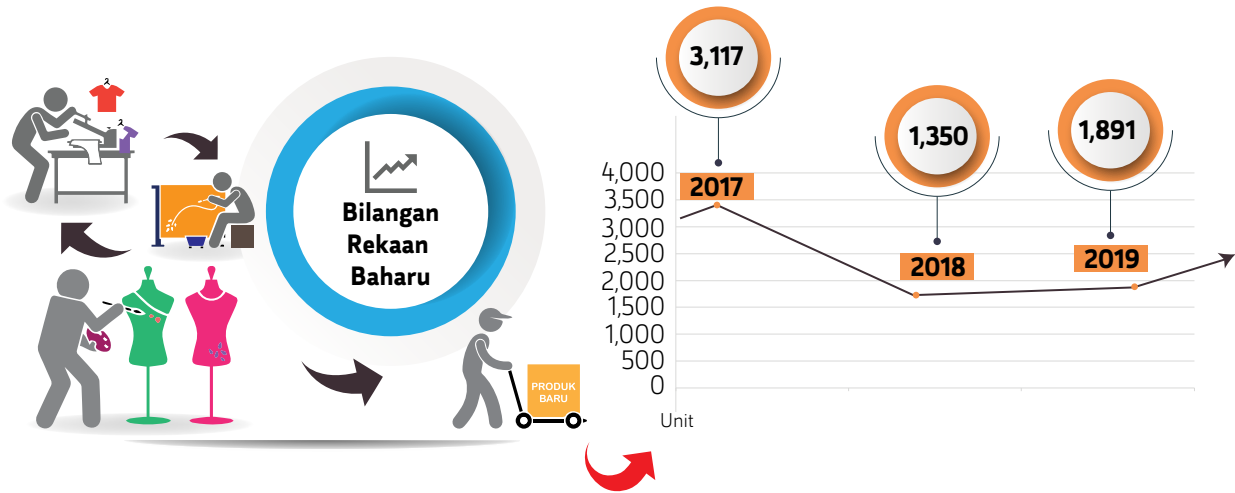 Bilangan
Rekaan
Baharu
PRODUK
BARU
3,117
1,350
1,891
2017
2018
2019
4,000
3,500
3,000
2,500
2,000
1,500
1,000
500
0
Unit